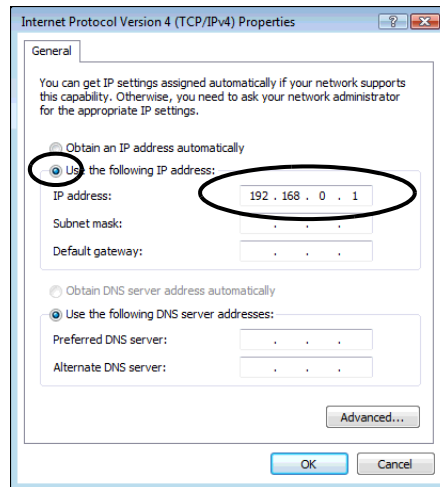 Internet Protocol Version 4 (TCP/IPv4) Properties
General
You can get IP settings assigned automatically if your network supports
this capability. Otherwise, you need to ask your network administrator
for the appropriate IP settings.
Obtain an IP address automatically
Use the following IP address:
IP address: 192 . 168 . 0 . 1
Subnet mask: . . .
Default gateway: . . .
Obtain DNS server address automatically
Use the following DNS server addresses:
Preferred DNS server: . . .
Alternate DNS server: . . .
Advanced...
OK Cancel